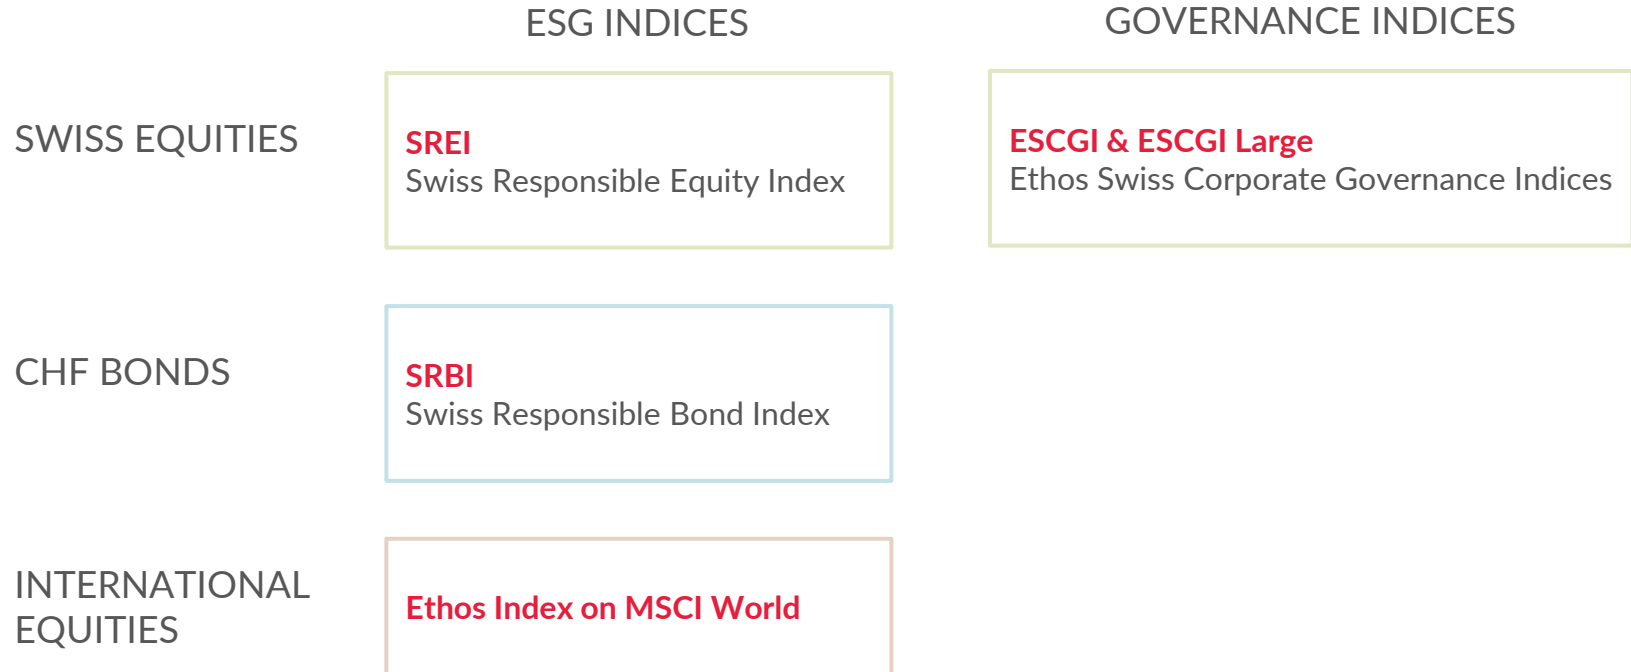 ESG INDICES
GOVERNANCE INDICES
SWISS EQUITIES
SREI
Swiss Responsible Equity Index
ESCGI & ESCGI Large
Ethos Swiss Corporate Governance Indices
CHF BONDS
SRBI
Swiss Responsible Bond Index
INTERNATIONAL
EQUITIES
Ethos Index on MSCI World